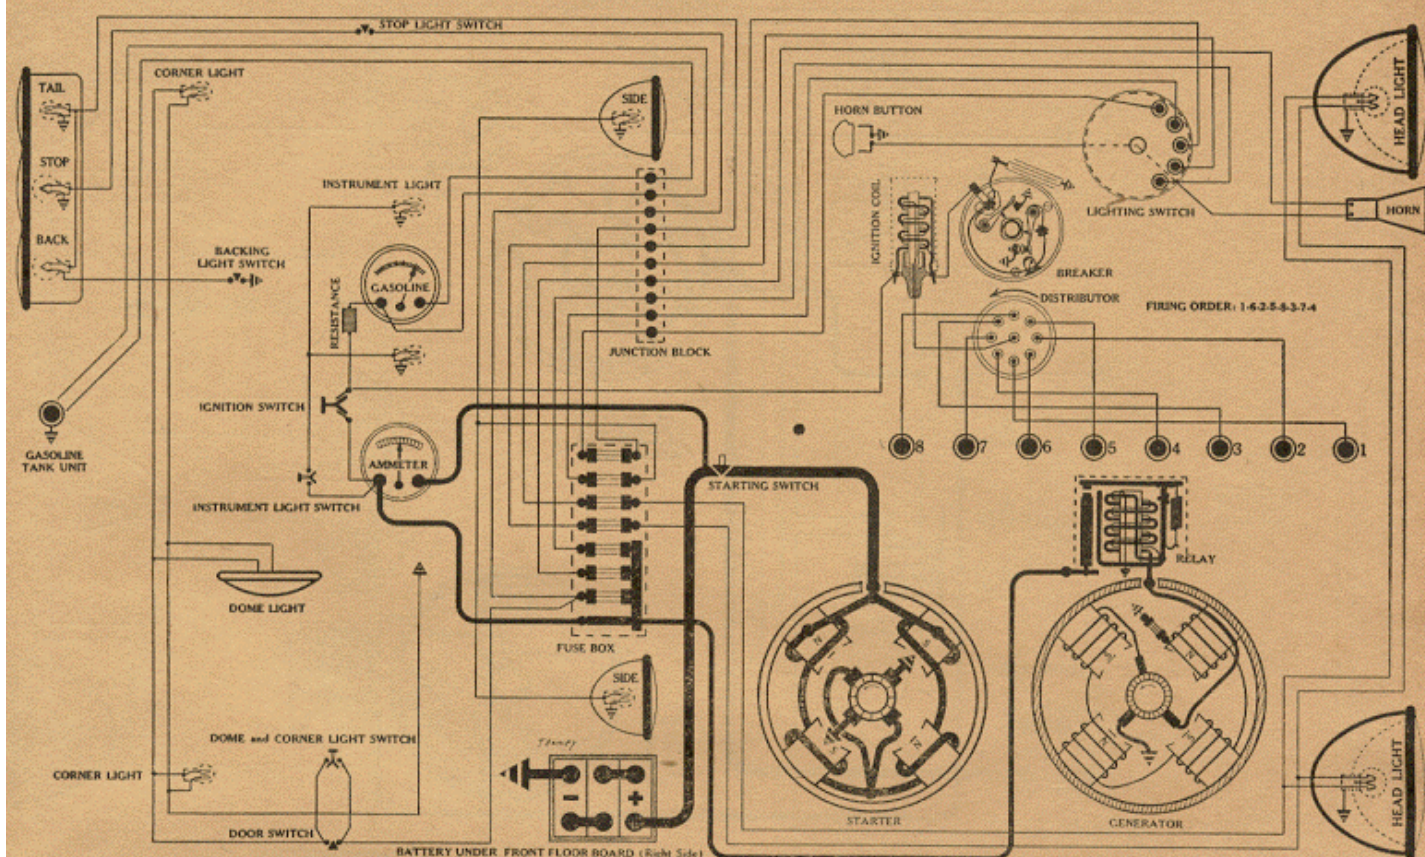 STOP LIGHT SWITCH
CORNER LIGHT
TAIL
STOP
BACK
SIDE
HORN BUTTON
HEAD LIGHT
INSTRUMENT LIGHT
IGNITION COIL
LIGHTING SWITCH
HORN
BACKING
LIGHT SWITCH
GASOLINE
BREAKER
RESISTANCE
DISTRIBUTOR
FIRING ORDER: 1-6-2-5-8-3-7-4
JUNCTION BLOCK
IGNITION SWITCH
GASOLINE
TANK UNIT
AMMETER
8 7 6 5 4 3 2 1
STARTING SWITCH
INSTRUMENT LIGHT SWITCH
RELAY
DOME LIGHT
FUSE BOX
N S
SIDE
DOME and CORNER LIGHT SWITCH
CORNER LIGHT
- +
HEAD LIGHT
DOOR SWITCH
STARTER
GENERATOR
BATTERY UNDER FRONT FLOOR BOARD (Right Side)